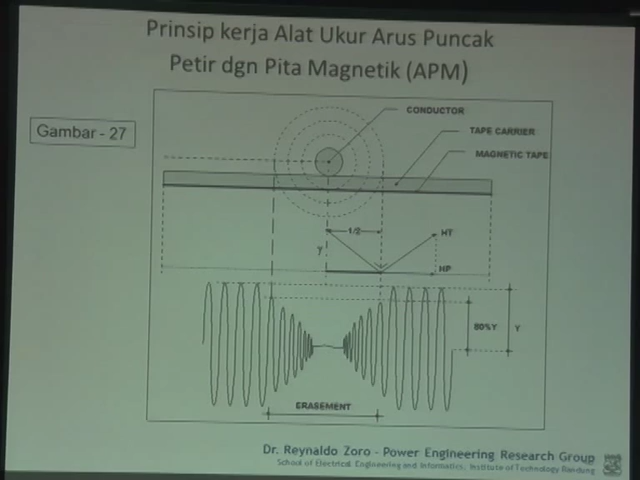 Prinsip kerja Alat Ukur Arus Puncak
Petir dgn Pita Magnetik (APM)
Gambar - 27
CONDUCTOR
TAPE CARRIER
MAGNETIC TAPE
1/2
HT
Y
HP
80%Y
Y
ERASEMENT
Dr. Reynaldo Zoro - Power Engineering Research Group
School of Electrical Engineering and Informatics, Institute of Technology Bandung